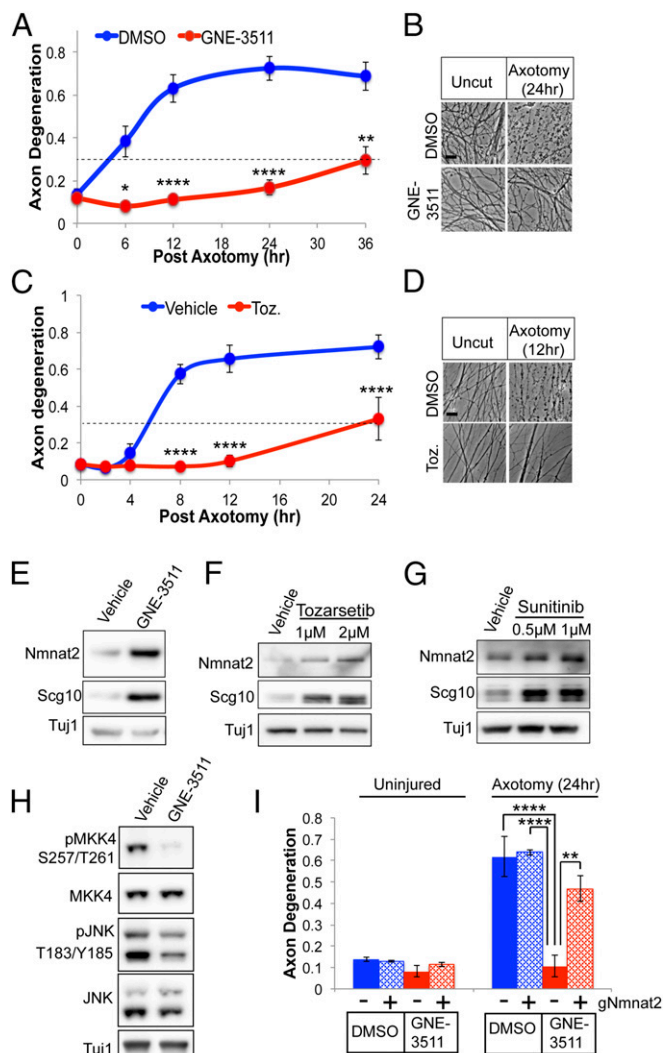 A
DMSO GNE-3511
Axon Degeneration
0.8
0.6
0.4
0.2
0
*
****
****
**
0 6 12 18 24 30 36
Post Axotomy (hr)
B
Uncut Axotomy (24hr)
DMSO
GNE-3511
C
Vehicle Toz.
Axon degeneration
1
0.8
0.6
0.4
0.2
0
****
****
****
0 4 8 12 16 20 24
Post Axotomy (hr)
D
Uncut Axotomy (12hr)
DMSO
Toz.
E
Vehicle GNE-3511
Nmnat2
Scg10
Tuj1
F
Vehicle Tozarsetib
1µM 2µM
Nmnat2
Scg10
Tuj1
G
Vehicle Sunitinib
0.5µM 1µM
Nmnat2
Scg10
Tuj1
H
Vehicle GNE-3511
pMKK4
S257/T261
MKK4
pJNK
T183/Y185
JNK
Tuj1
I
Uninjured Axotomy (24hr)
Axon Degeneration
0.8
0.7
0.6
0.5
0.4
0.3
0.2
0.1
0.0
****
****
**
- + - + - + - + gNmnat2
DMSO GNE-3511 DMSO GNE-3511